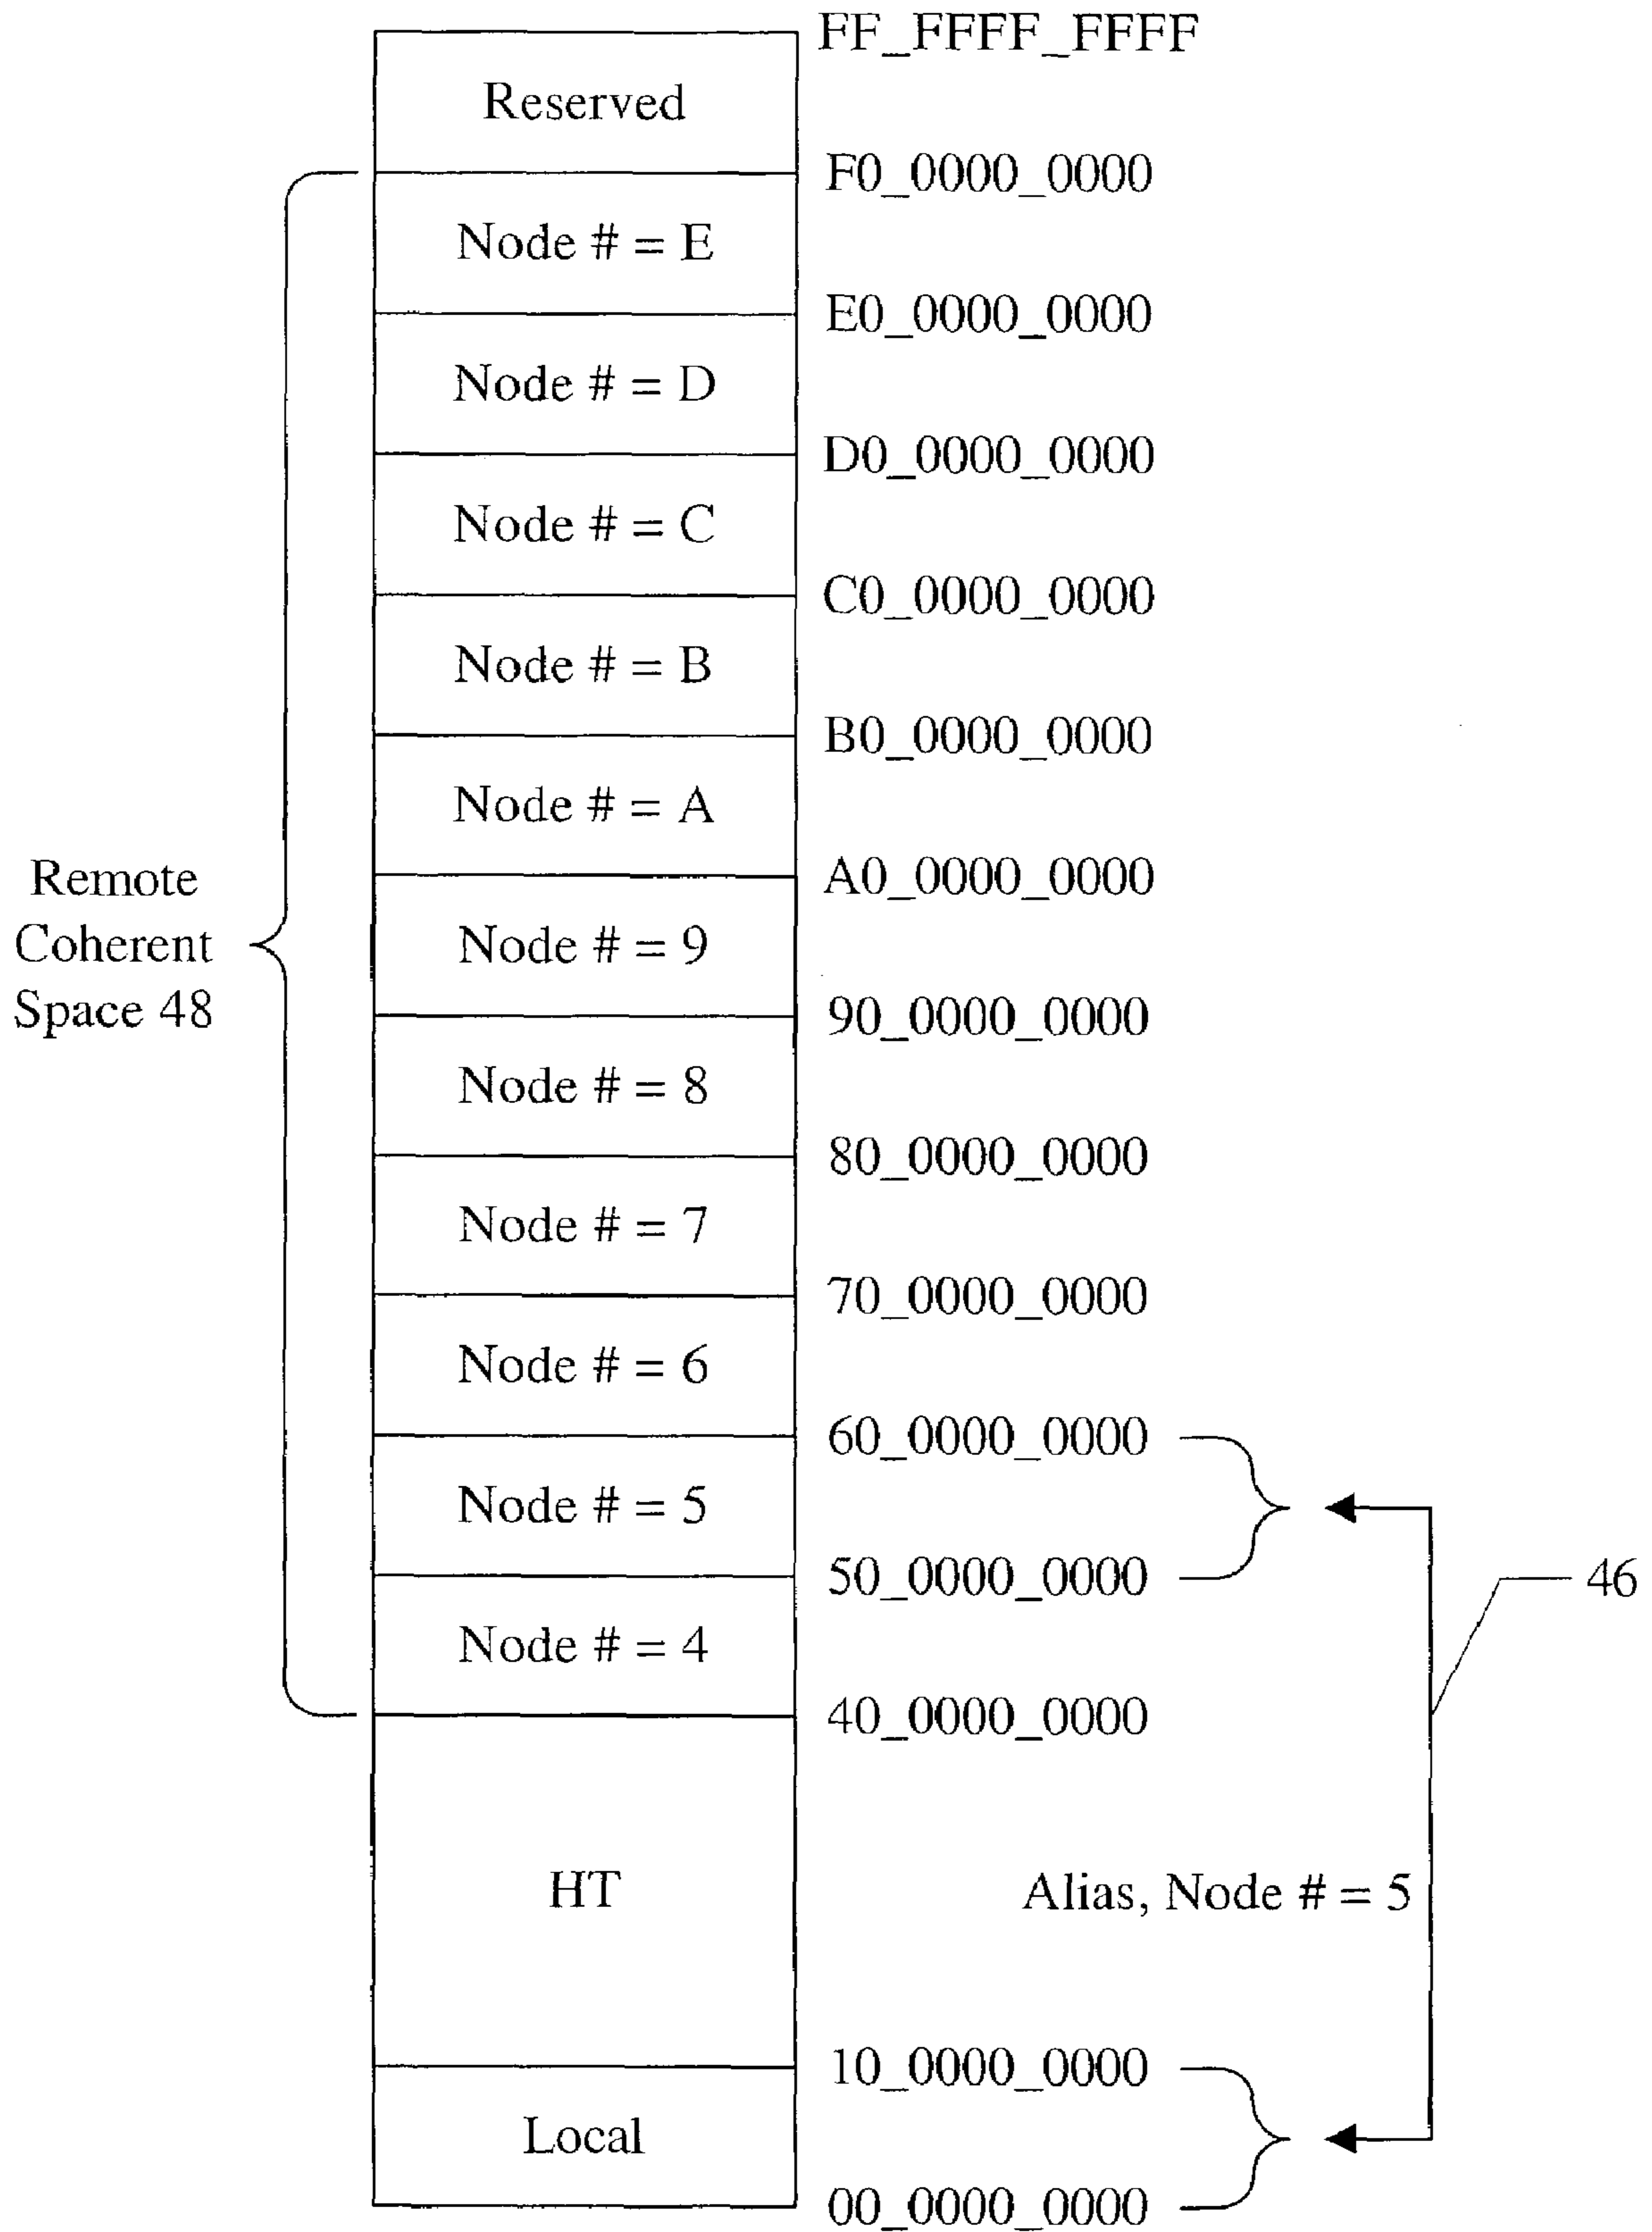 FF_FFFF_FFFF
Reserved
F0_0000_0000
Node # = E
E0_0000_0000
Node # = D
D0_0000_0000
Node # = C
C0_0000_0000
Node # = B
B0_0000_0000
Node # = A
A0_0000_0000
Remote
Coherent
Space 48
Node # = 9
90_0000_0000
Node # = 8
80_0000_0000
Node # = 7
70_0000_0000
Node # = 6
60_0000_0000
Node # = 5
50_0000_0000
46
Node # = 4
40_0000_0000
HT
Alias, Node # = 5
10_0000_0000
Local
00_0000_0000